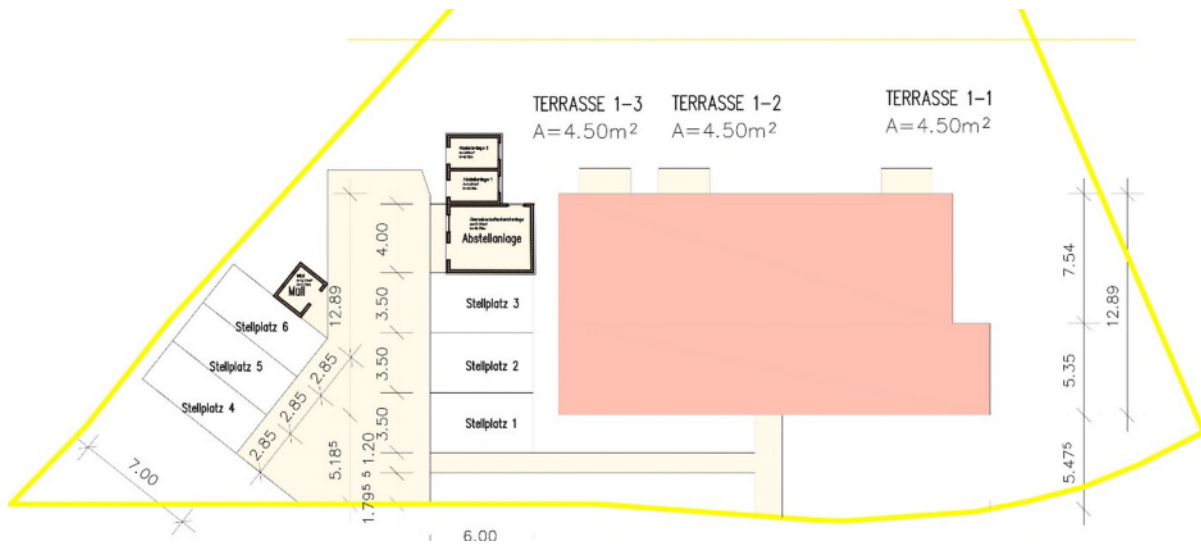 TERRASSE 1-3
A=4.50m²
TERRASSE 1-2
A=4.50m²
TERRASSE 1-1
A=4.50m²
Abstellanlage
4.00
7.54
12.89
12.89
Müll
3.50
Stellplatz 3
Stellplatz 6
Stellplatz 5
Stellplatz 4
3.50
Stellplatz 2
5.35
2.85
2.85
2.85
3.50
Stellplatz 1
7.00
5.18⁵
1.20
1.79⁵
5.47⁵
6.00